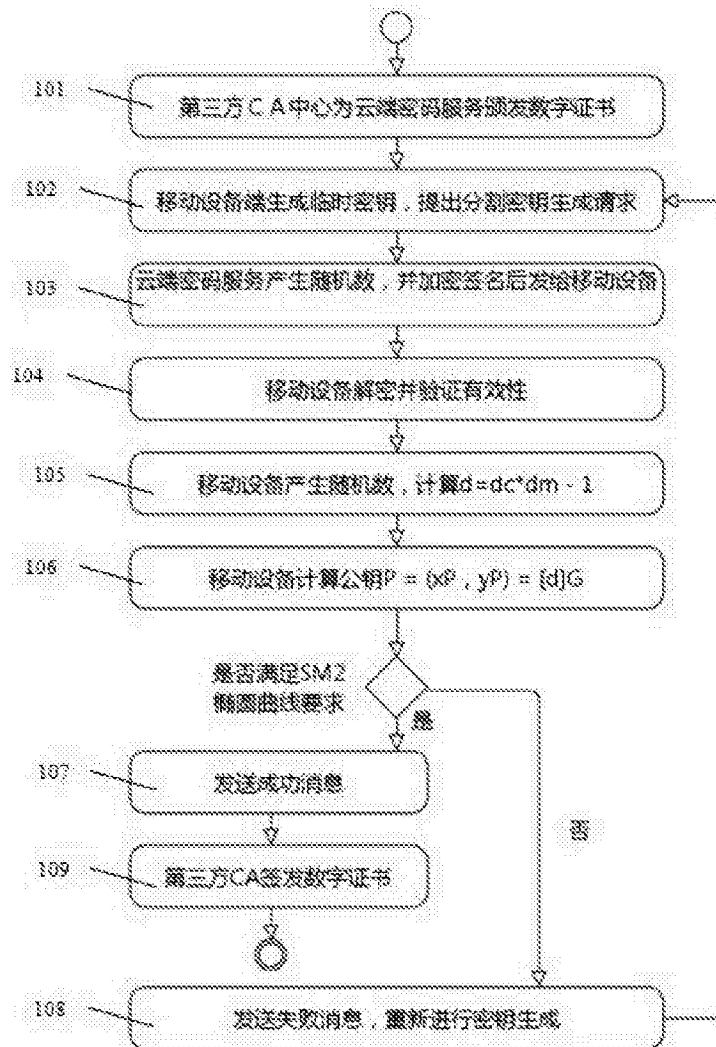 101
第三方CA中心为云端密码服务颁发数字证书
102
移动设备端生成临时密钥，提出分割密钥生成请求
103
云端密码服务产生随机数，并加密签名后发给移动设备
104
移动设备解密并验证有效性
105
移动设备产生随机数，计算d=dc*dm - 1
106
移动设备计算公钥P = (xP , yP) = [d]G
是否满足SM2
椭圆曲线要求
是
107
发送成功消息
否
109
第三方CA签发数字证书
108
发送失败消息，重新进行密钥生成